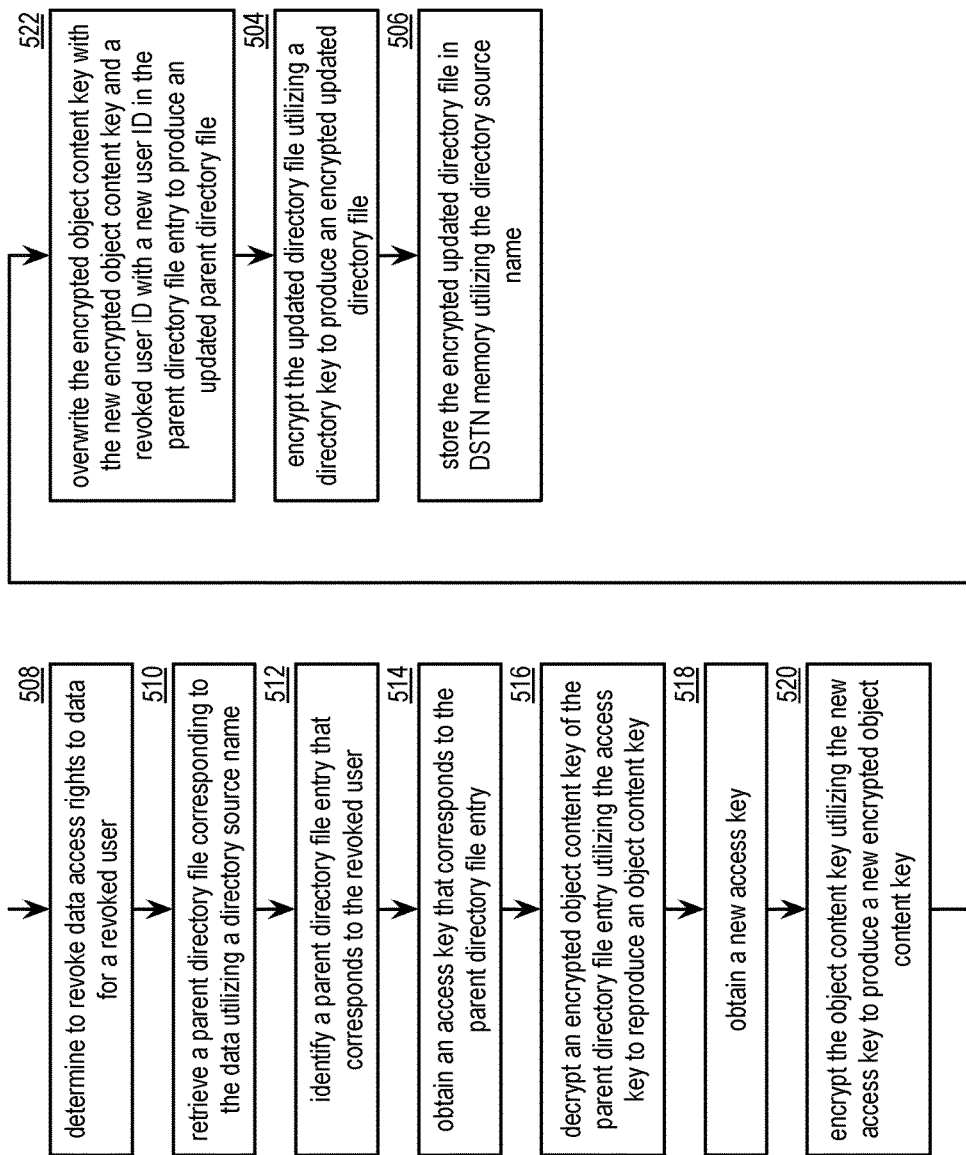 508
determine to revoke data access rights to data
for a revoked user
510
retrieve a parent directory file corresponding to
the data utilizing a directory source name
512
identify a parent directory file entry that
corresponds to the revoked user
514
obtain an access key that corresponds to the
parent directory file entry
516
decrypt an encrypted object content key of the
parent directory file entry utilizing the access
key to reproduce an object content key
518
obtain a new access key
520
encrypt the object content key utilizing the new
access key to produce a new encrypted object
content key
522
overwrite the encrypted object content key with
the new encrypted object content key and a
revoked user ID with a new user ID in the
parent directory file entry to produce an
updated parent directory file
504
encrypt the updated directory file utilizing a
directory key to produce an encrypted updated
directory file
506
store the encrypted updated directory file in
DSTN memory utilizing the directory source
name